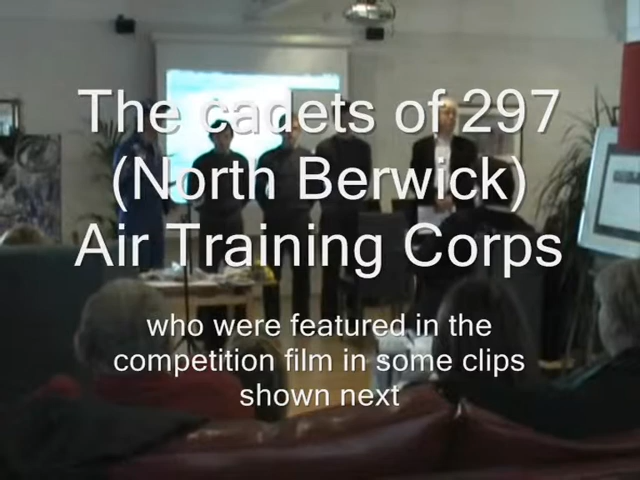 The cadets of 297
(North Berwick)
Air Training Corps
who were featured in the
competition film in some clips
shown next